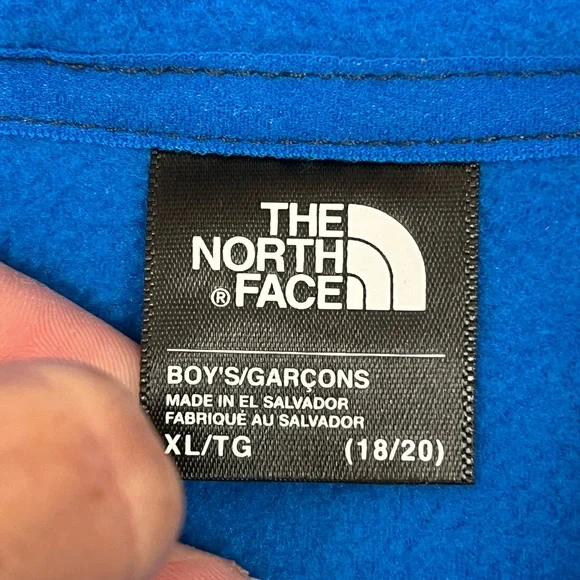 THE
NORTH
® FACE
BOY'S/GARÇONS
MADE IN EL SALVADOR
FABRIQUÉ AU SALVADOR
XL/TG (18/20)